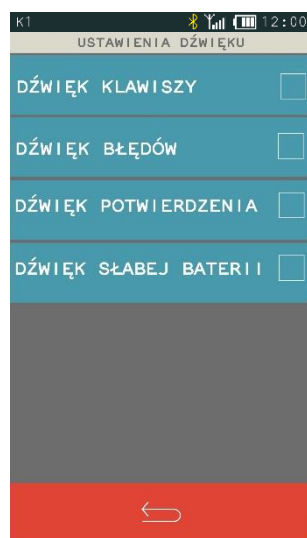 K1 12:00
USTAWIENIA DŹWIĘKU
DŹWIĘK KLAWISZY
DŹWIĘK BŁĘDÓW
DŹWIĘK POTWIERDZENIA
DŹWIĘK SŁABEJ BATERII